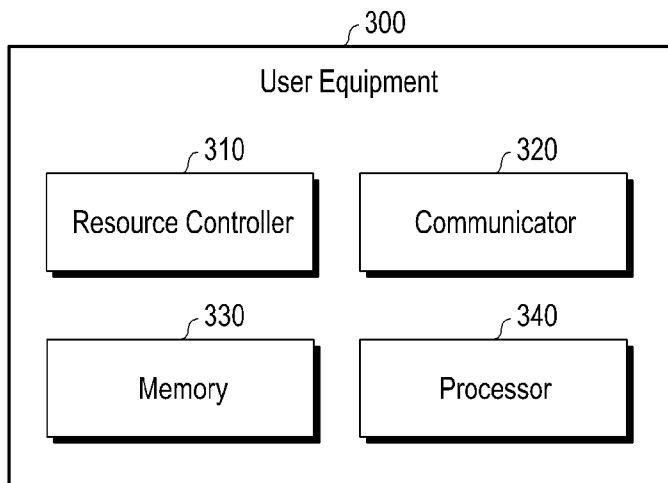 300
User Equipment
310
320
Resource Controller
Communicator
330
340
Memory
Processor